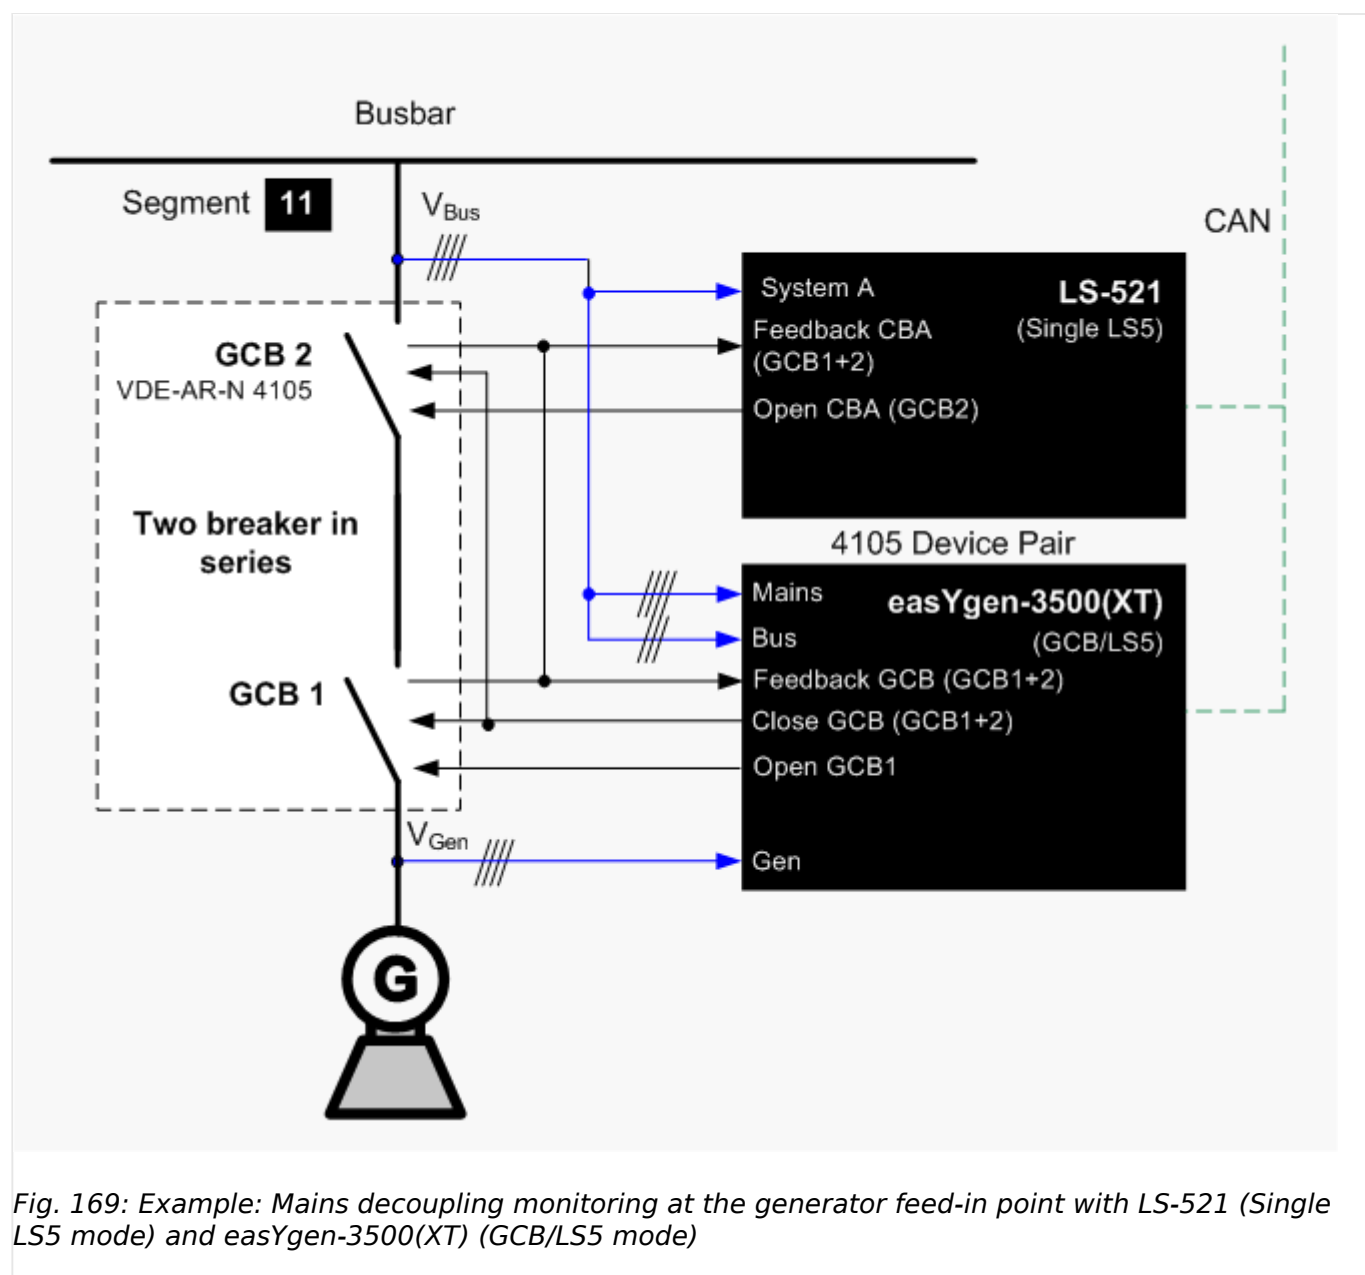 Busbar
Segment 11
VBus
CAN
System A
LS-521
(Single LS5)
Feedback CBA
(GCB1+2)
Open CBA (GCB2)
GCB 2
VDE-AR-N 4105
Two breaker in
series
4105 Device Pair
Mains
easYgen-3500(XT)
Bus
(GCB/LS5)
Feedback GCB (GCB1+2)
GCB 1
Close GCB (GCB1+2)
Open GCB1
VGen
Gen
G
Fig. 169: Example: Mains decoupling monitoring at the generator feed-in point with LS-521 (Single
LS5 mode) and easYgen-3500(XT) (GCB/LS5 mode)